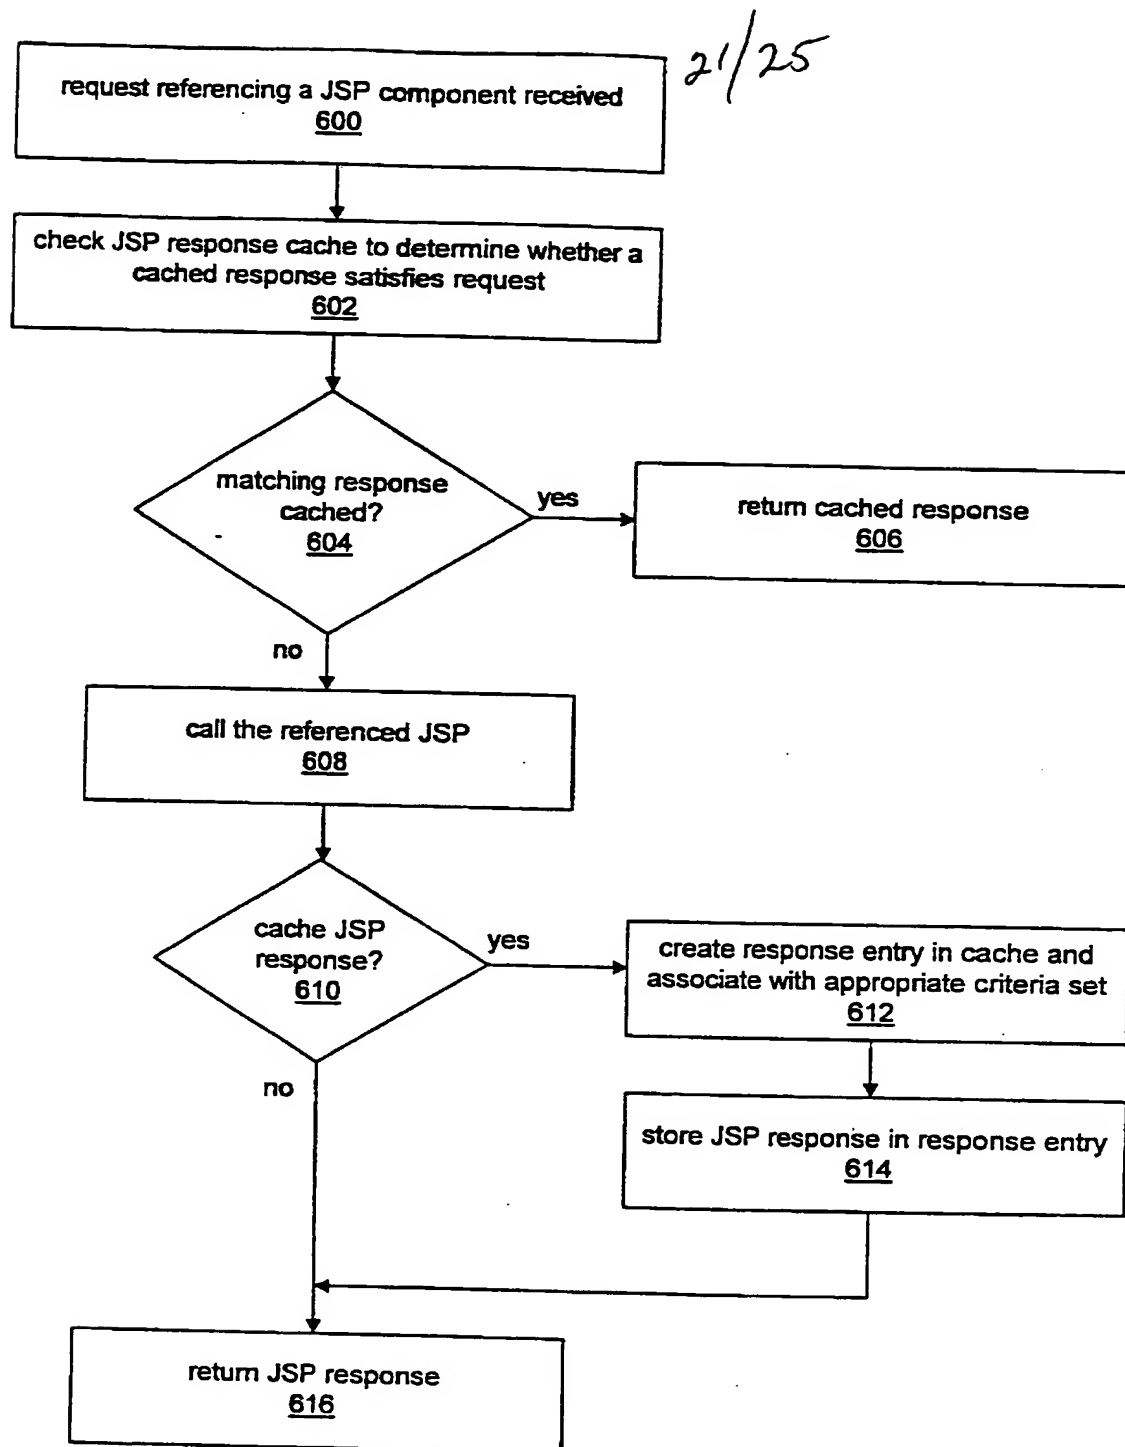 21/25
request referencing a JSP component received
600
check JSP response cache to determine whether a
cached response satisfies request
602
matching response
cached?
604
yes
return cached response
606
no
call the referenced JSP
608
cache JSP
response?
610
yes
create response entry in cache and
associate with appropriate criteria set
612
no
store JSP response in response entry
614
return JSP response
616